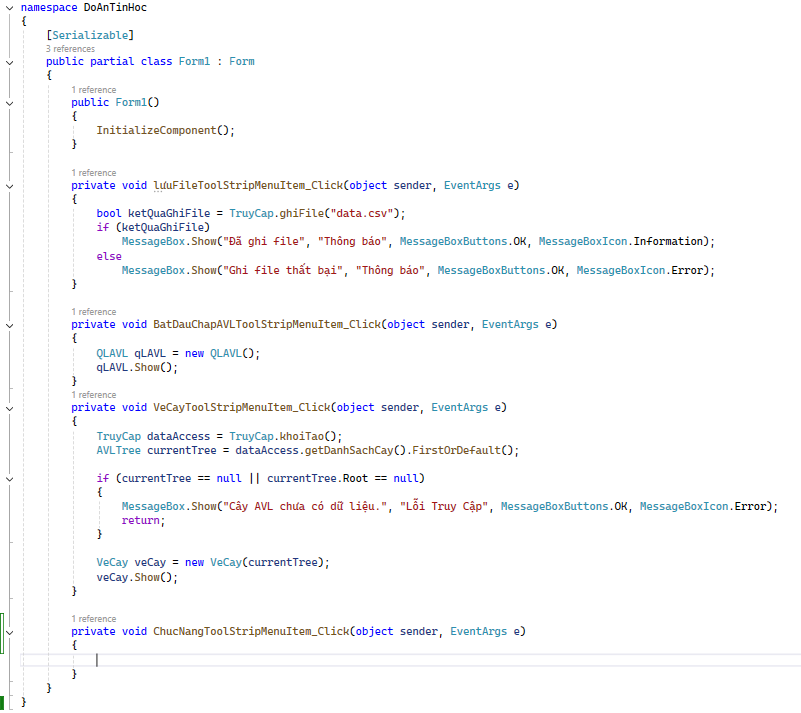 namespace DoAnTinHoc
{
[Serializable]
3 references
public partial class Form1 : Form
{
1 reference
public Form1()
{
InitializeComponent();
}
1 reference
private void lưuFileToolStripMenuItem_Click(object sender, EventArgs e)
{
bool ketQuaGhiFile = TruyCap.ghiFile("data.csv");
if (ketQuaGhiFile)
MessageBox.Show("Đã ghi file", "Thông báo", MessageBoxButtons.OK, MessageBoxIcon.Information);
else
MessageBox.Show("Ghi file thất bại", "Thông báo", MessageBoxButtons.OK, MessageBoxIcon.Error);
}
1 reference
private void BatDauChapAVLToolStripMenuItem_Click(object sender, EventArgs e)
{
QLAVL qLAVL = new QLAVL();
qLAVL.Show();
}
1 reference
private void VeCayToolStripMenuItem_Click(object sender, EventArgs e)
{
TruyCap dataAccess = TruyCap.khoiTao();
AVLTree currentTree = dataAccess.getDanhSachCay().FirstOrDefault();
if (currentTree == null || currentTree.Root == null)
{
MessageBox.Show("Cây AVL chưa có dữ liệu.", "Lỗi Truy Cập", MessageBoxButtons.OK, MessageBoxIcon.Error);
return;
}
VeCay veCay = new VeCay(currentTree);
veCay.Show();
}
1 reference
private void ChucNangToolStripMenuItem_Click(object sender, EventArgs e)
{
}
}
}